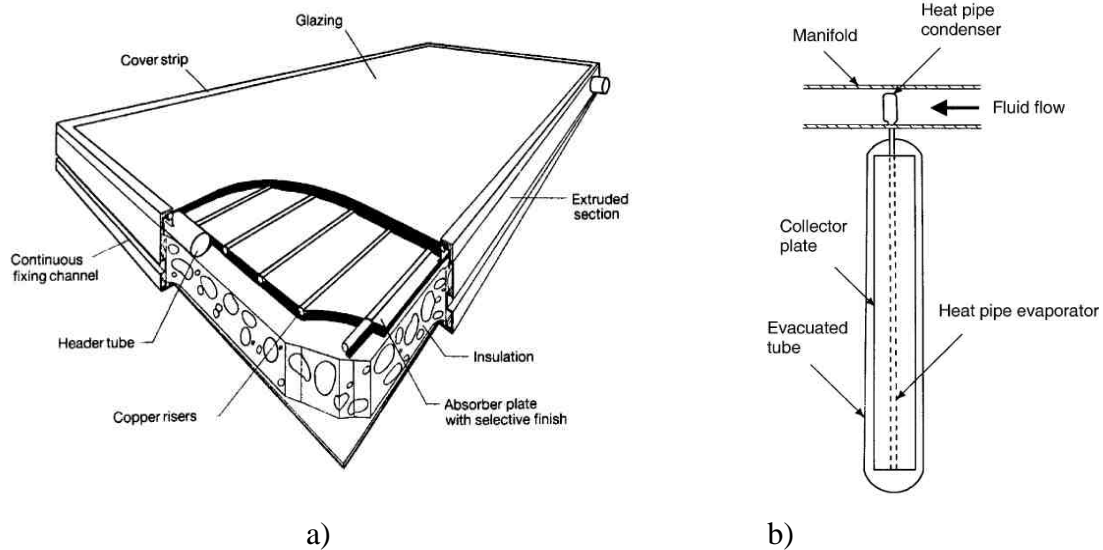 Glazing
Cover strip
Extruded
section
Continuous
fixing channel
Header tube
Insulation
Copper risers
Absorber plate
with selective finish
a)
Heat pipe
condenser
Manifold
Fluid flow
Collector
plate
Heat pipe evaporator
Evacuated
tube
b)